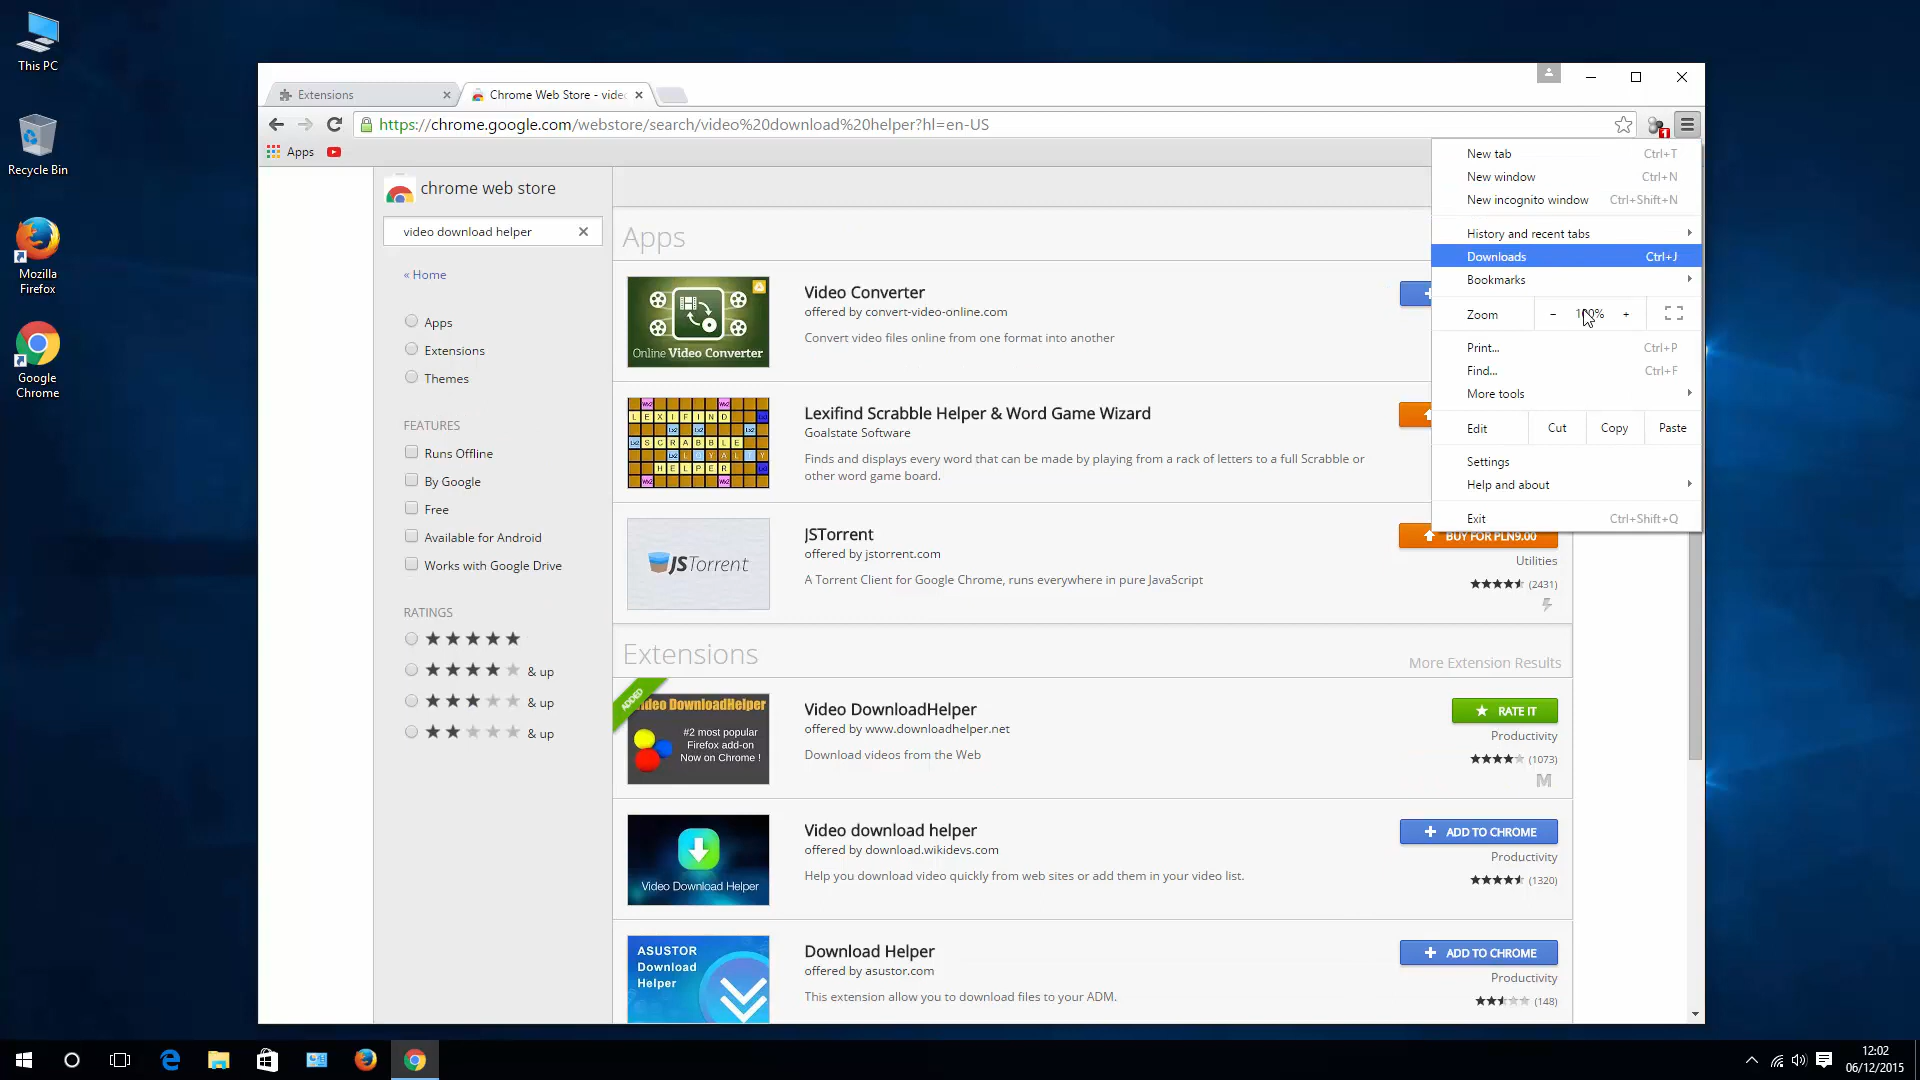 This PC
Recycle Bin
Mozilla
Firefox
Google
Chrome
Extensions
Chrome Web Store - vide
https://chrome.google.com/webstore/search/video%20download%20helper?hl=en-US
1
Apps
chrome web store
video download helper
« Home
Apps
Extensions
Themes
FEATURES
Runs Offline
By Google
Free
Available for Android
Works with Google Drive
RATINGS
& up
& up
& up
Apps
Online Video Converter
Video Converter
offered by convert-video-online.com
Convert video files online from one format into another
LEXIFIND
SCRABBLE
HELPER
Lexifind Scrabble Helper & Word Game Wizard
Goalstate Software
Finds and displays every word that can be made by playing from a rack of letters to a full Scrabble or
other word game board.
JSTorrent
JSTorrent
offered by jstorrent.com
A Torrent Client for Google Chrome, runs everywhere in pure JavaScript
BUY FOR PLN9.00
Utilities
(2431)
Extensions
More Extension Results
ADDED
Video DownloadHelper
#2 most popular
Firefox add-on
Now on Chrome !
Video DownloadHelper
offered by www.downloadhelper.net
Download videos from the Web
RATE IT
Productivity
(1073)
Video Download Helper
Video download helper
offered by download.wikidevs.com
Help you download video quickly from web sites or add them in your video list.
ADD TO CHROME
Productivity
(1320)
ASUSTOR
Download
Helper
Download Helper
offered by asustor.com
This extension allow you to download files to your ADM.
ADD TO CHROME
Productivity
(148)
New tab Ctrl+T
New window Ctrl+N
New incognito window Ctrl+Shift+N
History and recent tabs
Downloads Ctrl+J
Bookmarks
Zoom − 100% +
Print... Ctrl+P
Find... Ctrl+F
More tools
Edit Cut Copy Paste
Settings
Help and about
Exit Ctrl+Shift+Q
12:02
06/12/2015